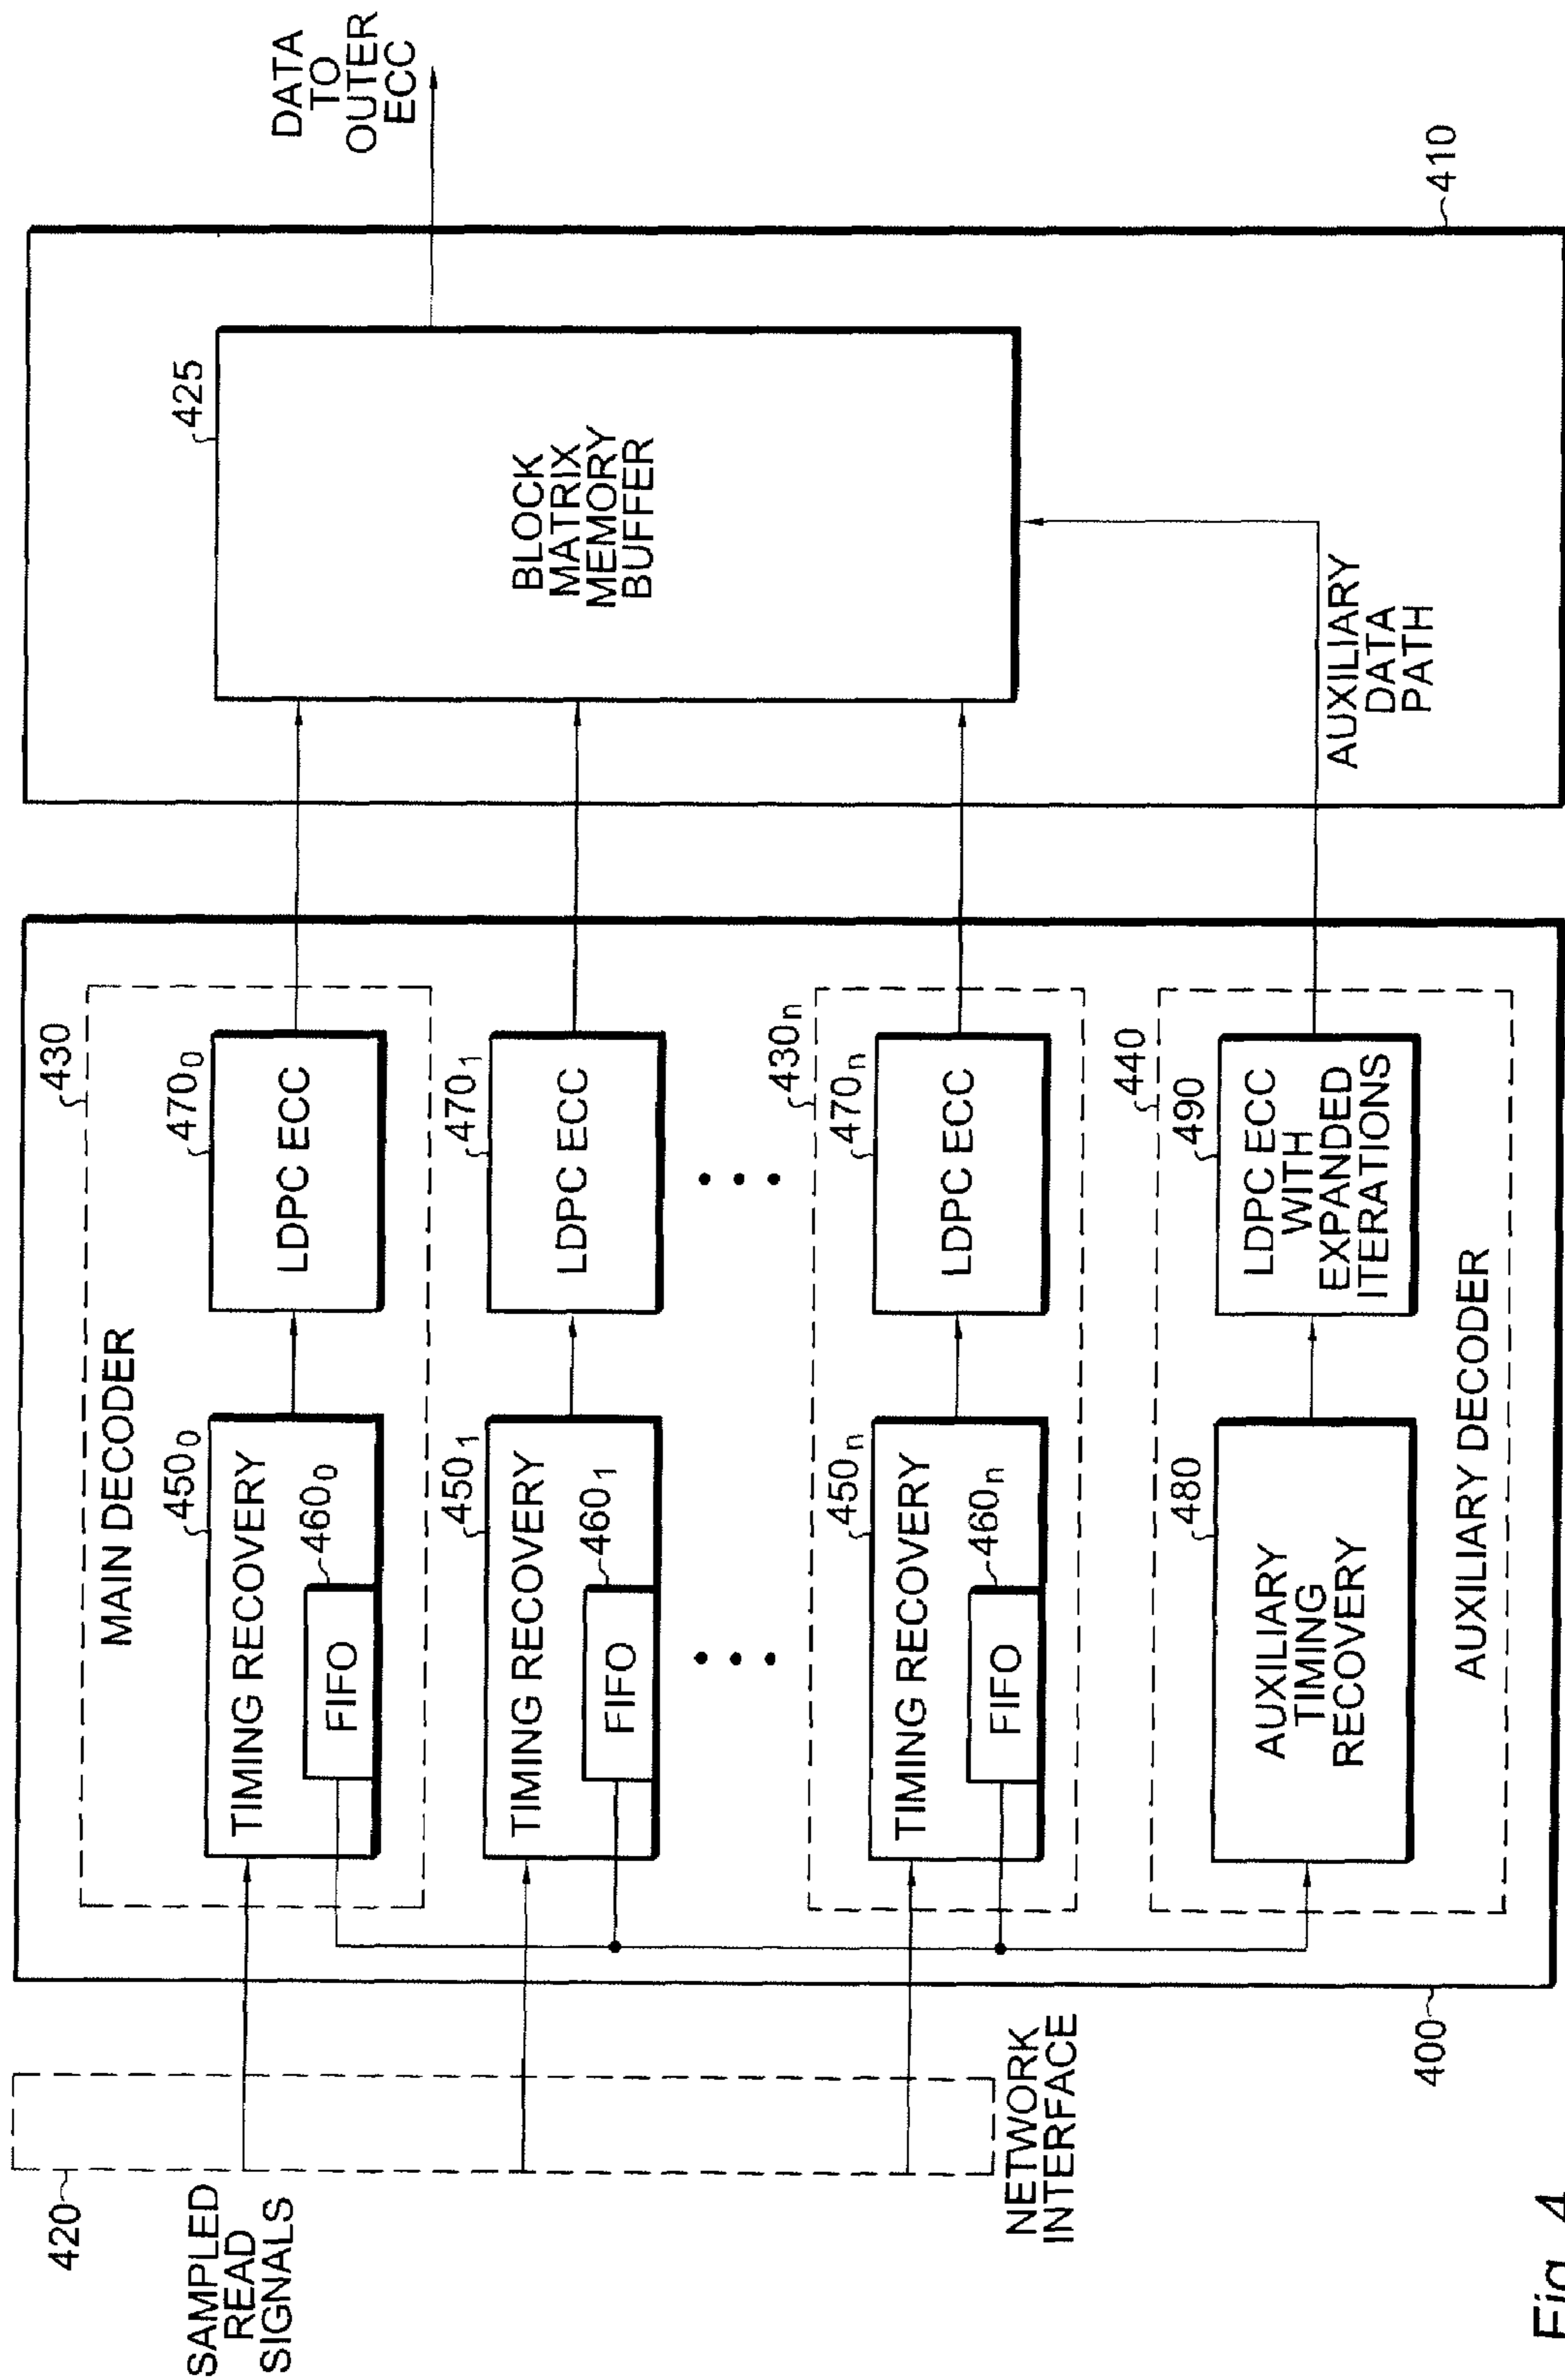 420
SAMPLED
READ
SIGNALS
NETWORK
INTERFACE
400
MAIN DECODER
430
450₀
TIMING RECOVERY
460₀
FIFO
470₀
LDPC ECC
450₁
TIMING RECOVERY
460₁
FIFO
470₁
LDPC ECC
430ₙ
450ₙ
TIMING RECOVERY
460ₙ
FIFO
470ₙ
LDPC ECC
440
480
AUXILIARY
TIMING
RECOVERY
490
LDPC ECC
WITH
EXPANDED
ITERATIONS
AUXILIARY DECODER
425
BLOCK
MATRIX
MEMORY
BUFFER
AUXILIARY
DATA
PATH
410
DATA
TO
OUTER
ECC
Fig. 4